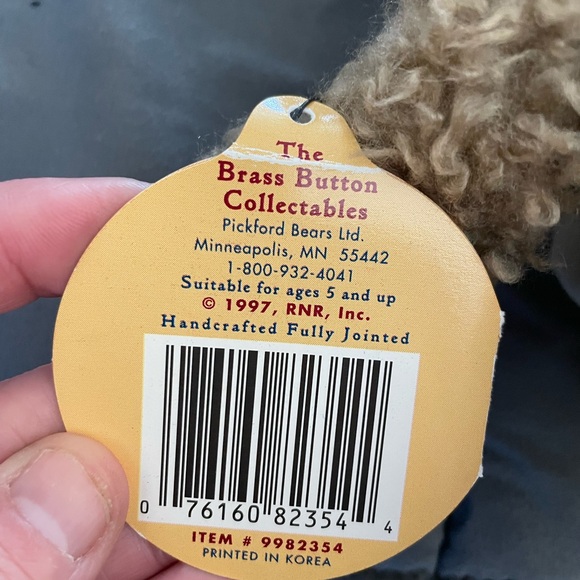 The
Brass Button
Collectables
Pickford Bears Ltd.
Minneapolis, MN 55442
1-800-932-4041
Suitable for ages 5 and up
© 1997, RNR, Inc.
Handcrafted Fully Jointed
0 76160 82354 4
ITEM # 9982354
PRINTED IN KOREA